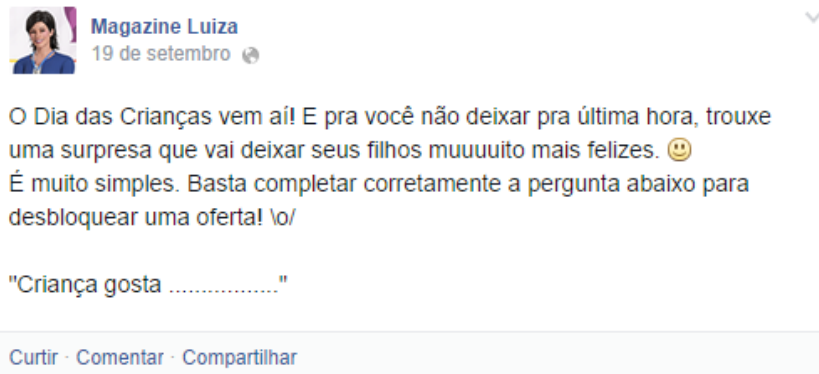 Magazine Luiza
19 de setembro
O Dia das Crianças vem aí! E pra você não deixar pra última hora, trouxe
uma surpresa que vai deixar seus filhos muuuuito mais felizes. 🙂
É muito simples. Basta completar corretamente a pergunta abaixo para
desbloquear uma oferta! \o/
"Criança gosta ................."
Curtir · Comentar · Compartilhar